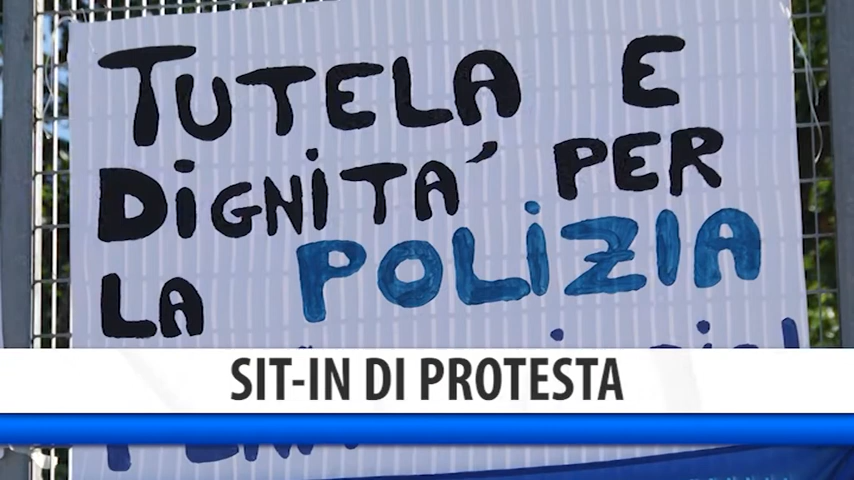 TUTELA E
DiGNiTA´ PER
LA POLiZIA
SIT-IN DI PROTESTA